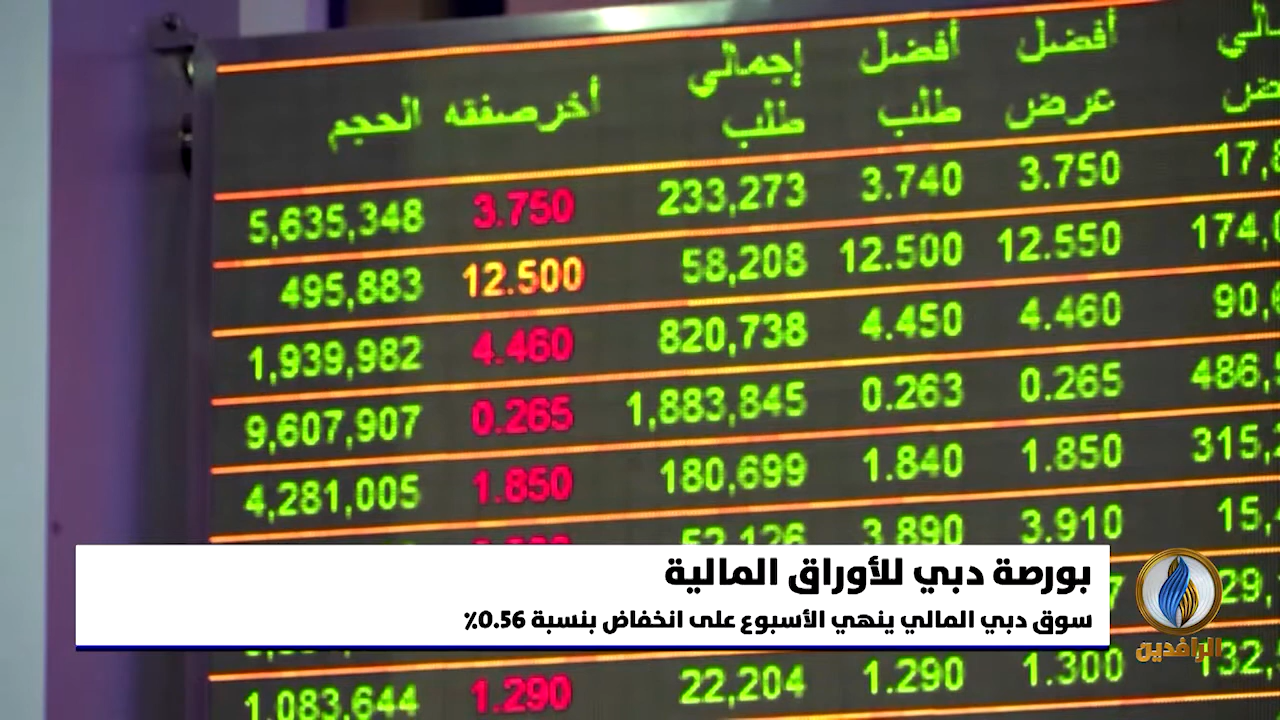 أفضل عرض أفضل طلب إجمالي طلب أخرصفقه الحجم
3.750 3.740 233,273 3.750 5,635,348
12.550 12.500 58,208 12.500 495,883
4.460 4.450 820,738 4.460 1,939,982
0.265 0.263 1,883,845 0.265 9,607,907
1.850 1.840 180,699 1.850 4,281,005
3.910 3.890 52,126
بورصة دبي للأوراق المالية
سوق دبي المالي ينهي الأسبوع على انخفاض بنسبة 0.56٪
الرافدين
1.300 1.290 22,204 1.290 1,083,644